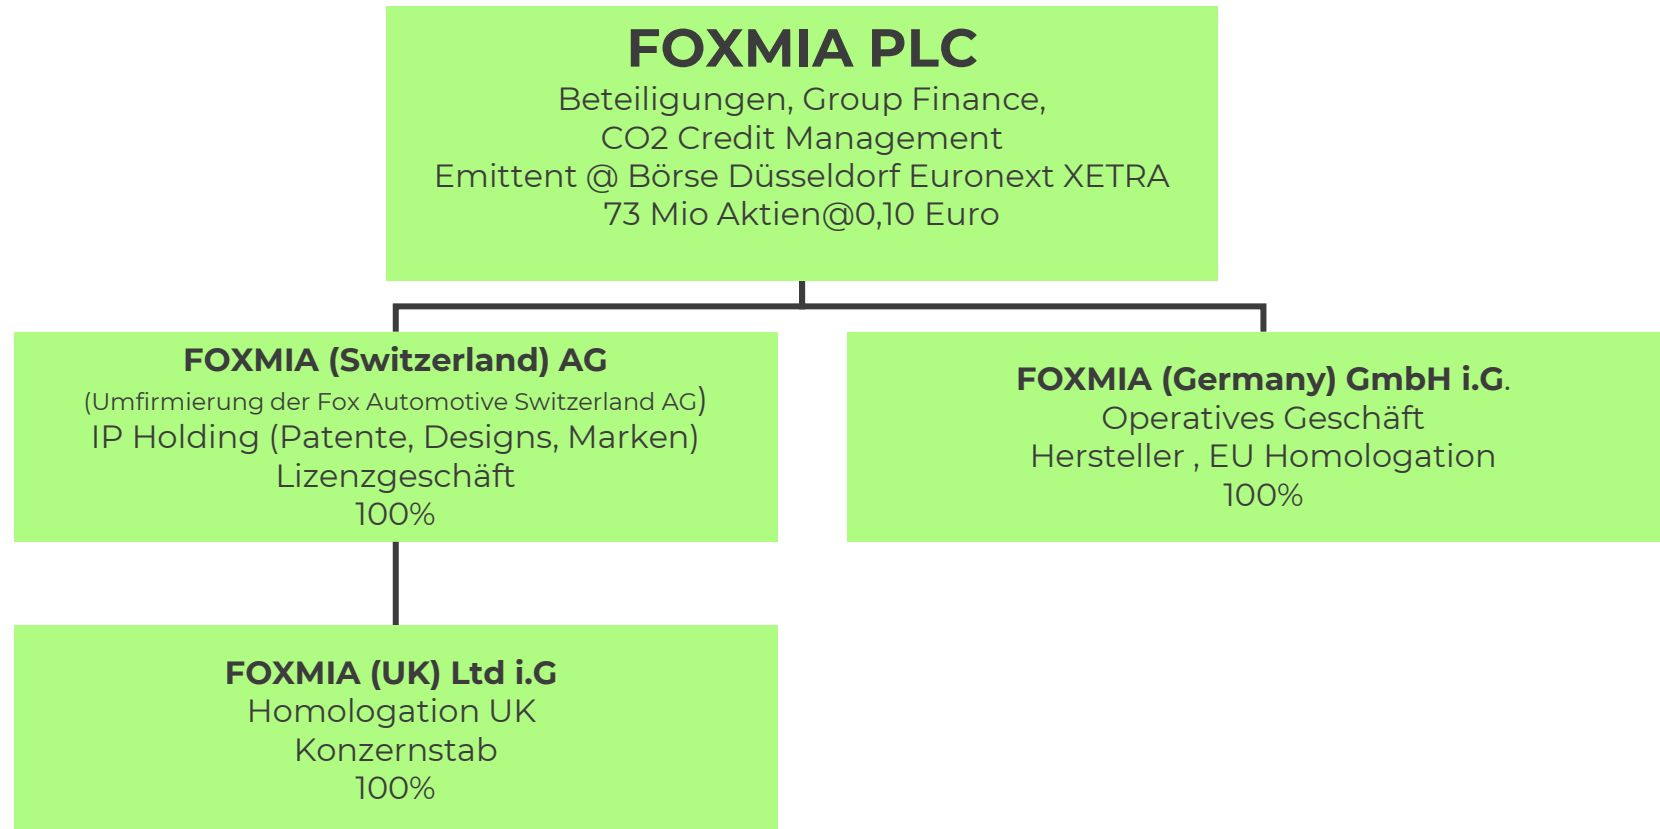 FOXMIA PLC
Beteiligungen, Group Finance,
CO2 Credit Management
Emittent @ Börse Düsseldorf Euronext XETRA
73 Mio Aktien@0,10 Euro
FOXMIA (Switzerland) AG
(Umfirmierung der Fox Automotive Switzerland AG)
IP Holding (Patente, Designs, Marken)
Lizenzgeschäft
100%
FOXMIA (Germany) GmbH i.G.
Operatives Geschäft
Hersteller , EU Homologation
100%
FOXMIA (UK) Ltd i.G
Homologation UK
Konzernstab
100%